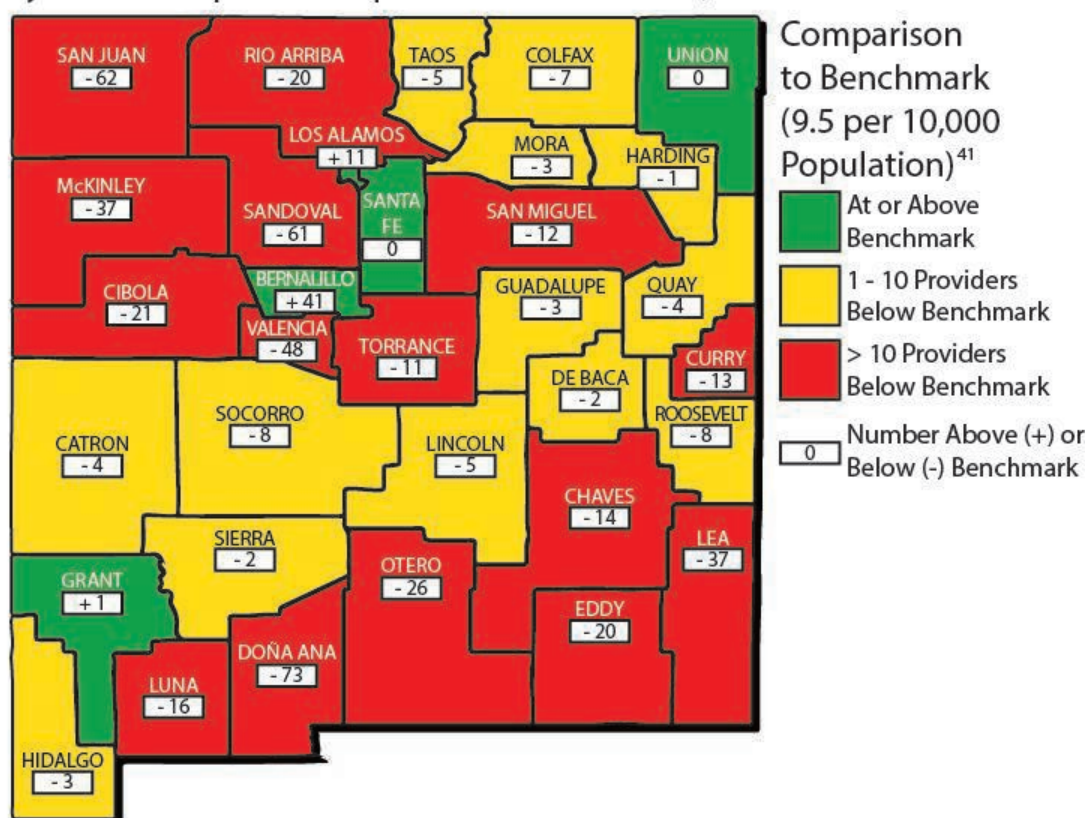 SAN JUAN
- 62
RIO ARRIBA
- 20
TAOS
- 5
COLFAX
- 7
UNION
0
LOS ALAMOS
+ 11
MORA
- 3
HARDING
- 1
McKINLEY
- 37
SANDOVAL
- 61
SANTA
FE
0
SAN MIGUEL
- 12
BERNALILLO
+ 41
CIBOLA
- 21
GUADALUPE
- 3
QUAY
- 4
VALENCIA
- 48
TORRANCE
- 11
CURRY
- 13
DE BACA
- 2
ROOSEVELT
- 8
SOCORRO
- 8
CATRON
- 4
LINCOLN
- 5
CHAVES
- 14
SIERRA
- 2
LEA
- 37
OTERO
- 26
GRANT
+ 1
EDDY
- 20
DOÑA ANA
- 73
LUNA
- 16
HIDALGO
- 3
Comparison
to Benchmark
(9.5 per 10,000
Population)⁴¹
At or Above
Benchmark
1 - 10 Providers
Below Benchmark
> 10 Providers
Below Benchmark
0
Number Above (+) or
Below (-) Benchmark